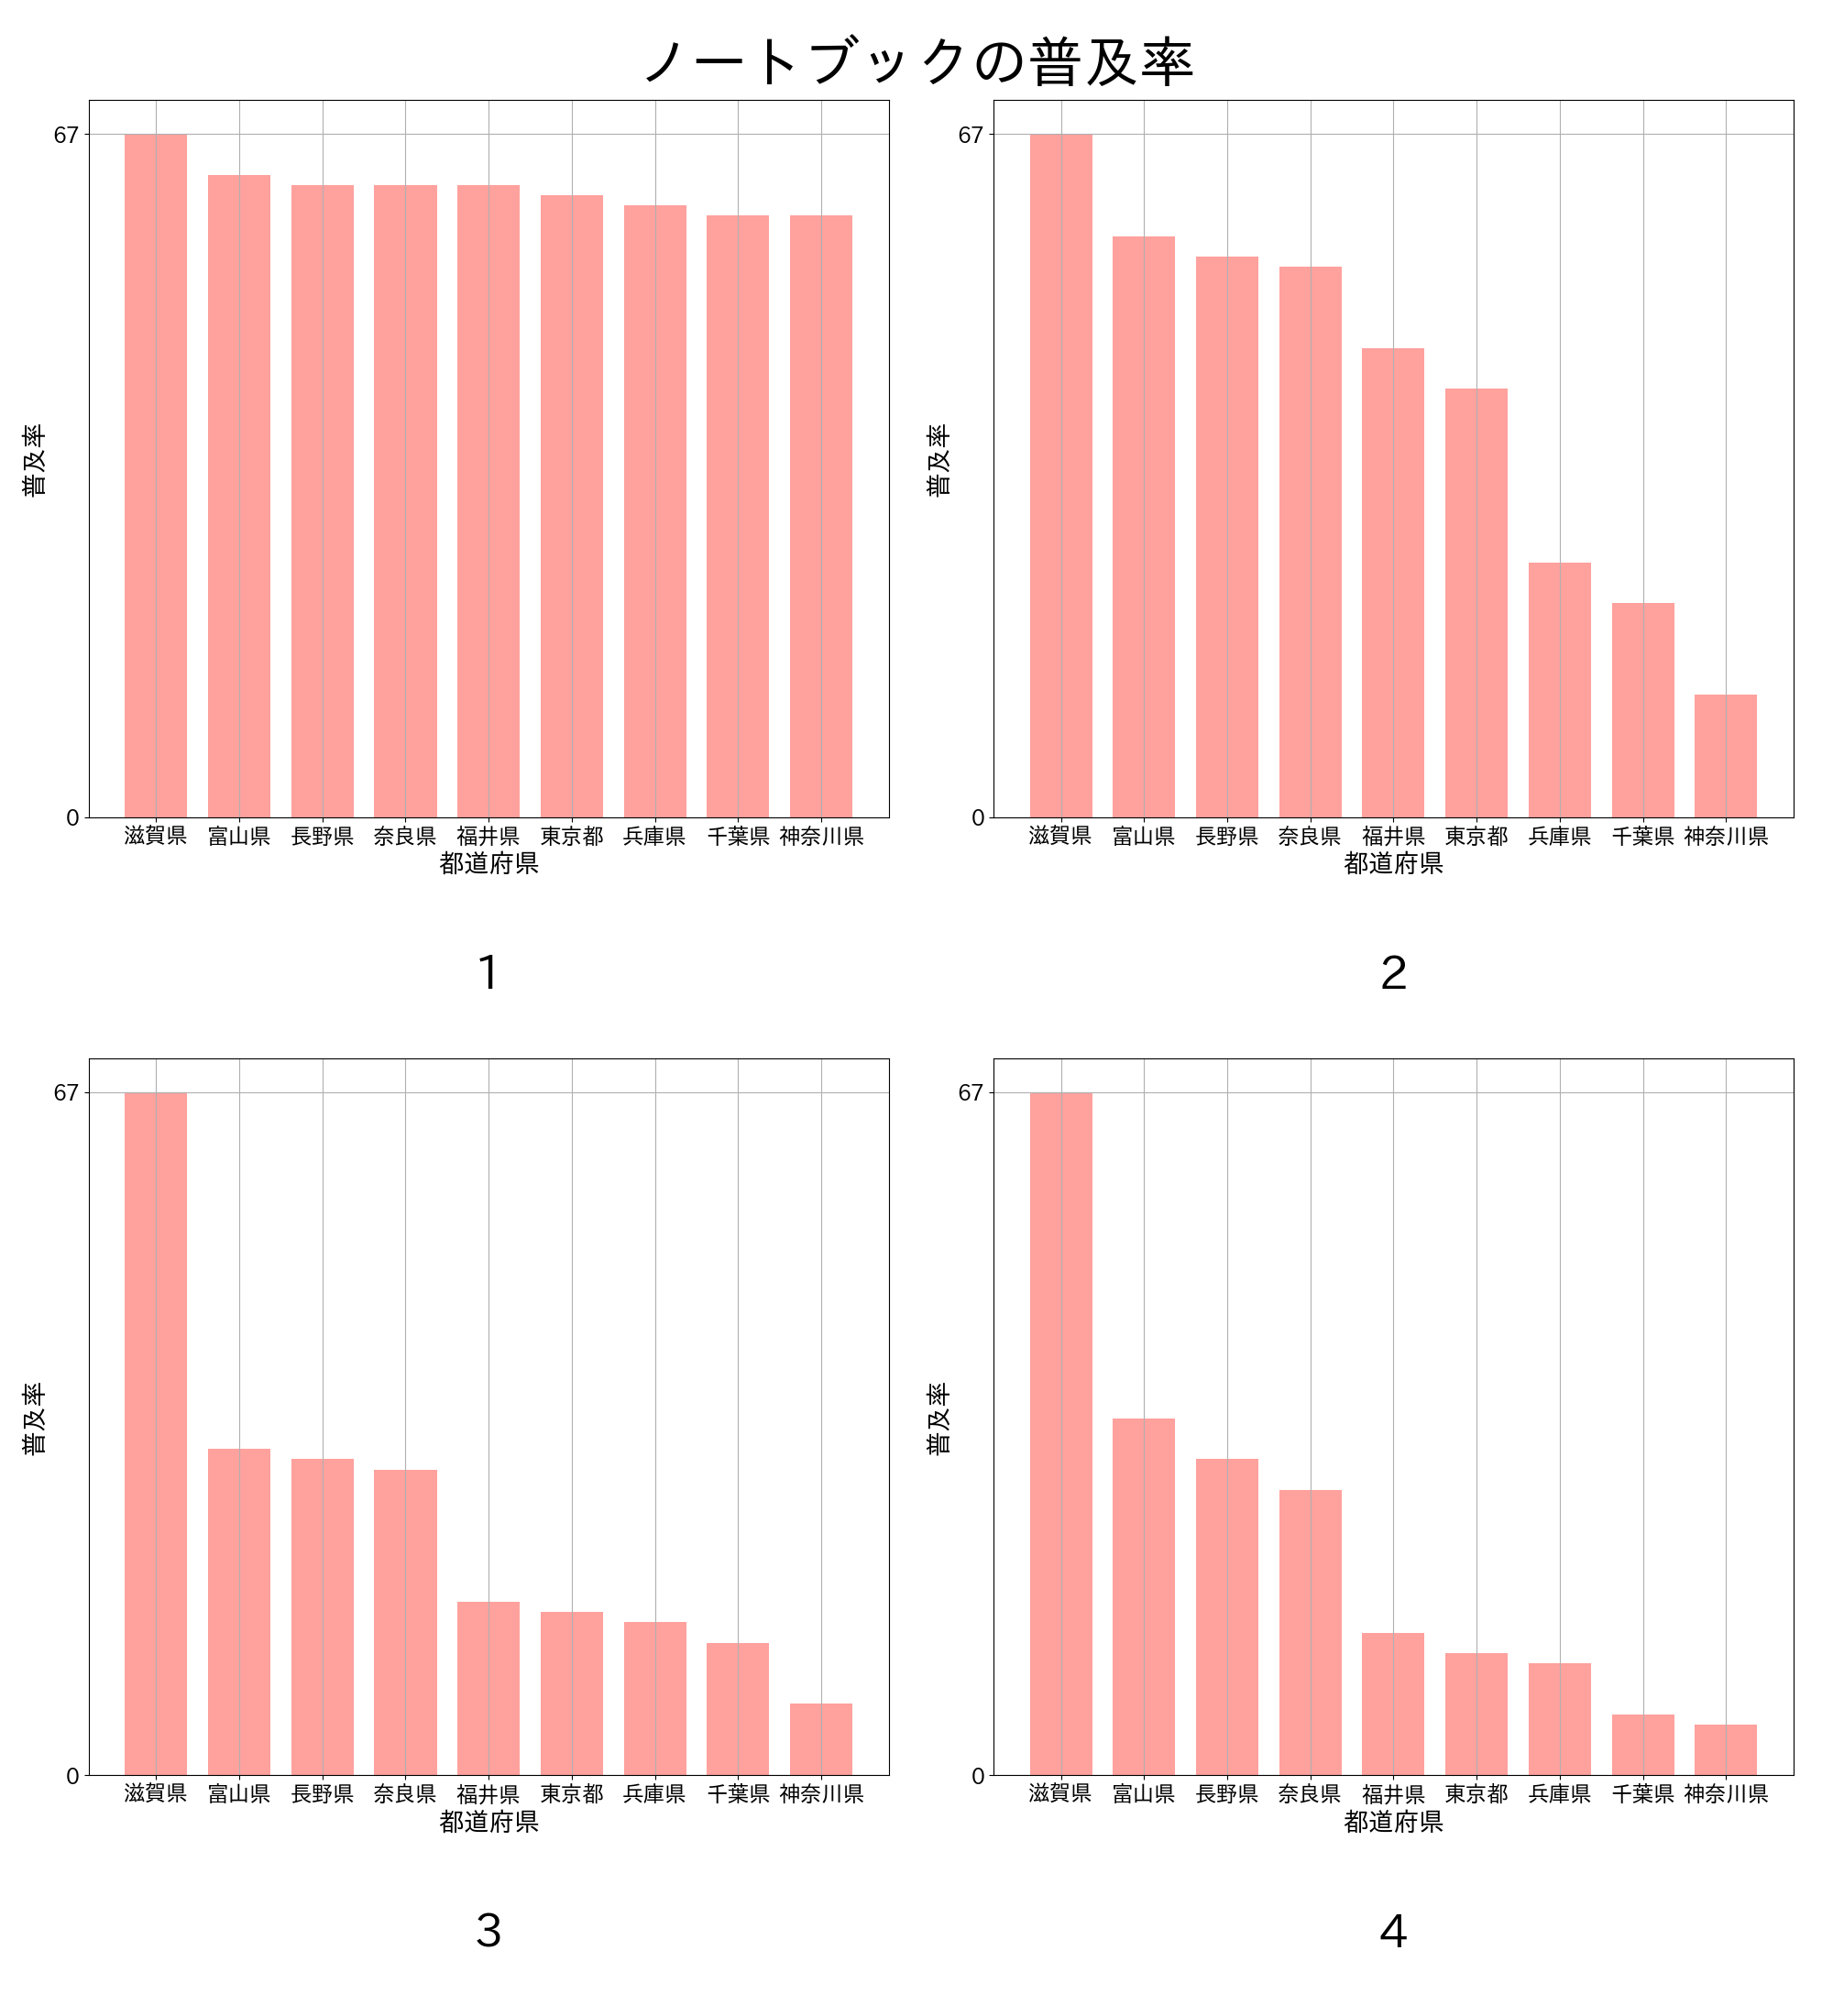 ノートブックの普及率
67
0
普及率
滋賀県 富山県 長野県 奈良県 福井県 東京都 兵庫県 千葉県 神奈川県
都道府県
1
67
0
普及率
滋賀県 富山県 長野県 奈良県 福井県 東京都 兵庫県 千葉県 神奈川県
都道府県
2
67
0
普及率
滋賀県 富山県 長野県 奈良県 福井県 東京都 兵庫県 千葉県 神奈川県
都道府県
3
67
0
普及率
滋賀県 富山県 長野県 奈良県 福井県 東京都 兵庫県 千葉県 神奈川県
都道府県
4